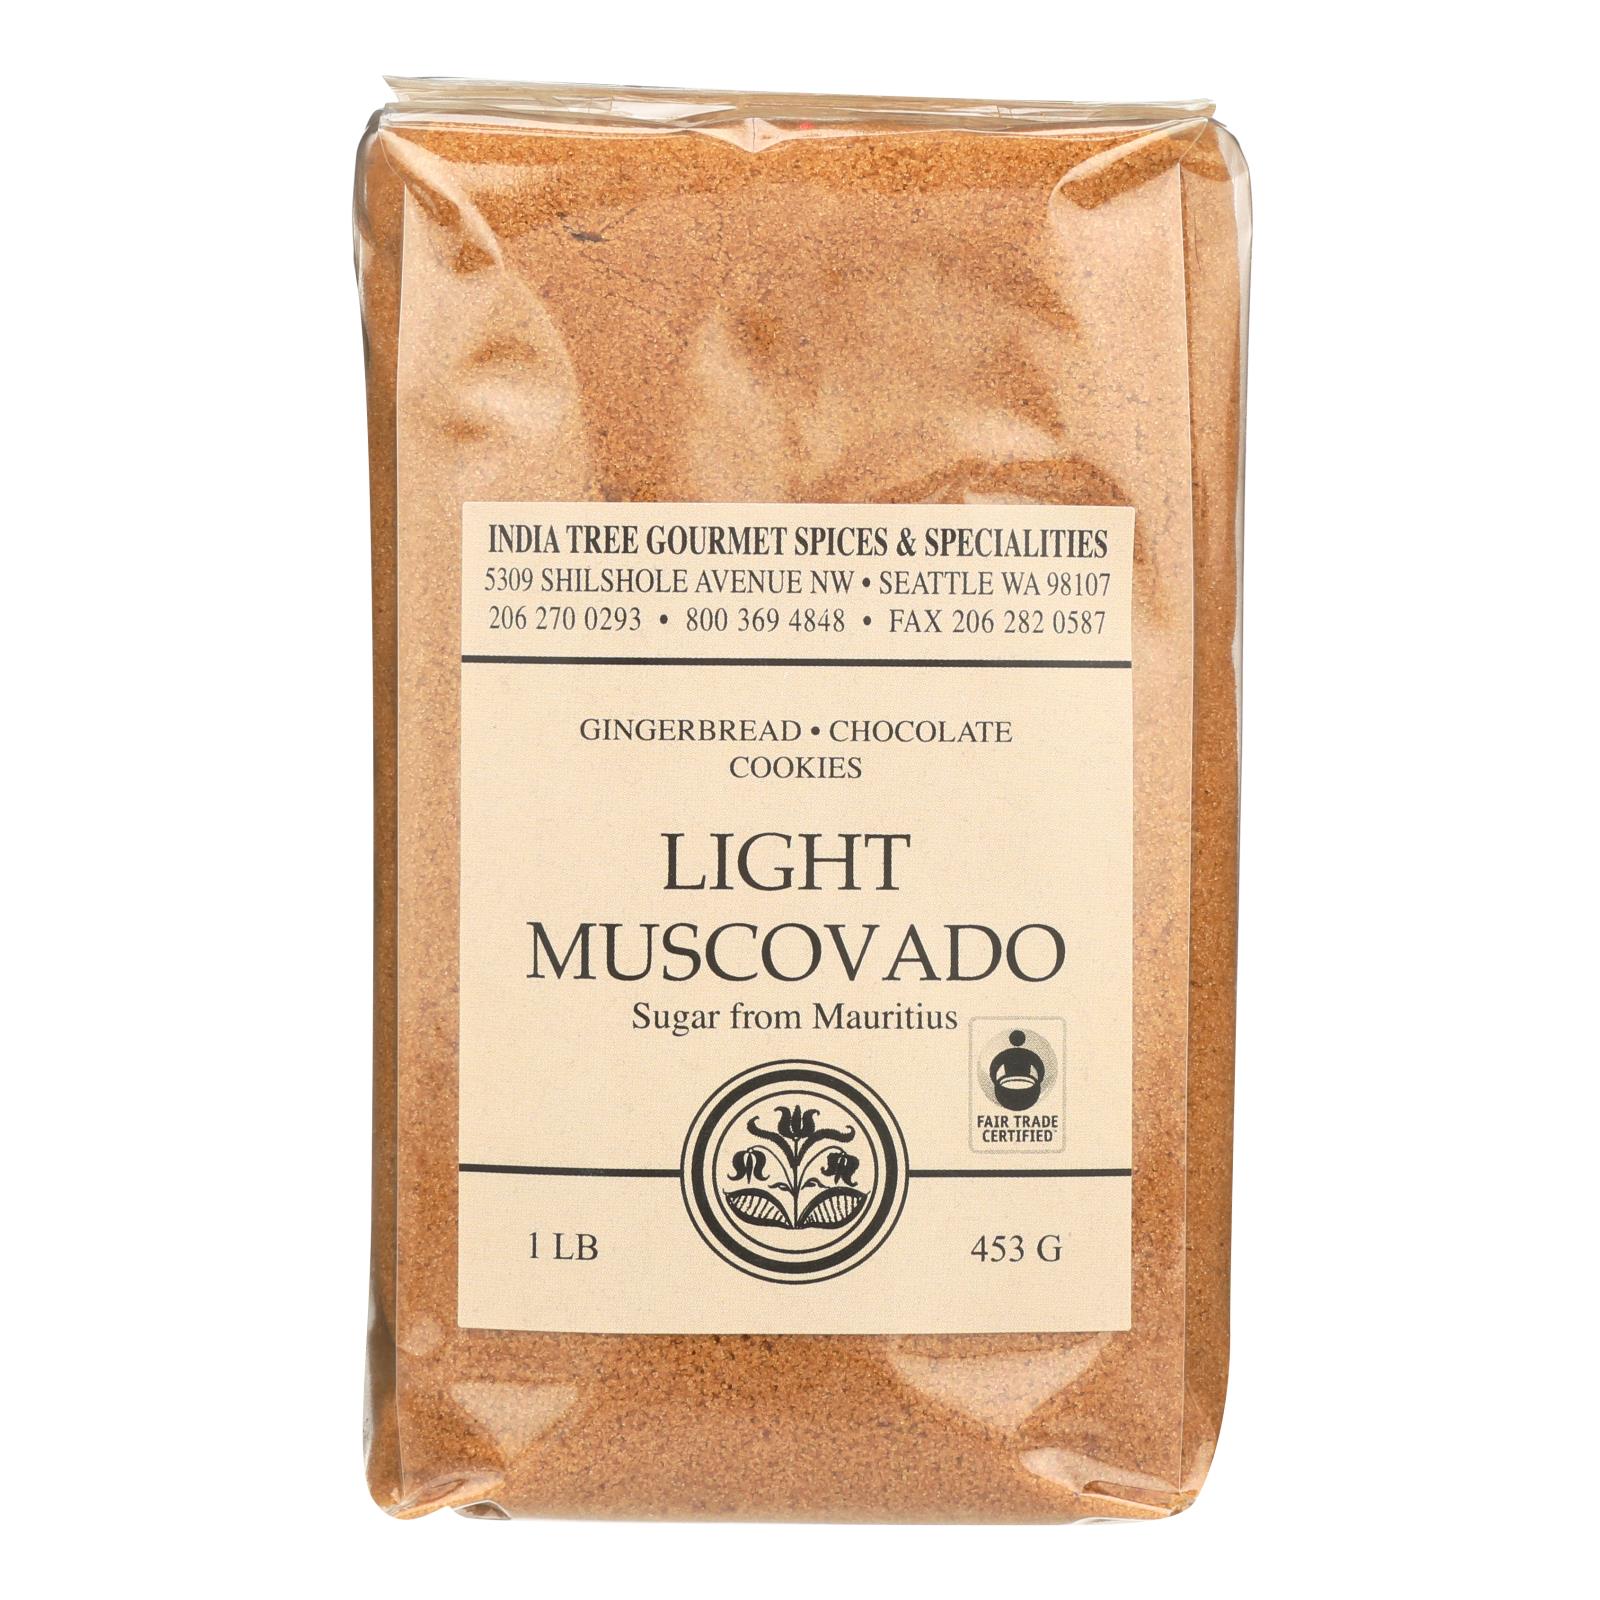 INDIA TREE GOURMET SPICES & SPECIALITIES
5309 SHILSHOLE AVENUE NW • SEATTLE WA 98107
206 270 0293 • 800 369 4848 • FAX 206 282 0587
GINGERBREAD • CHOCOLATE
COOKIES
LIGHT
MUSCOVADO
Sugar from Mauritius
FAIR TRADE
CERTIFIED™
1 LB 453 G